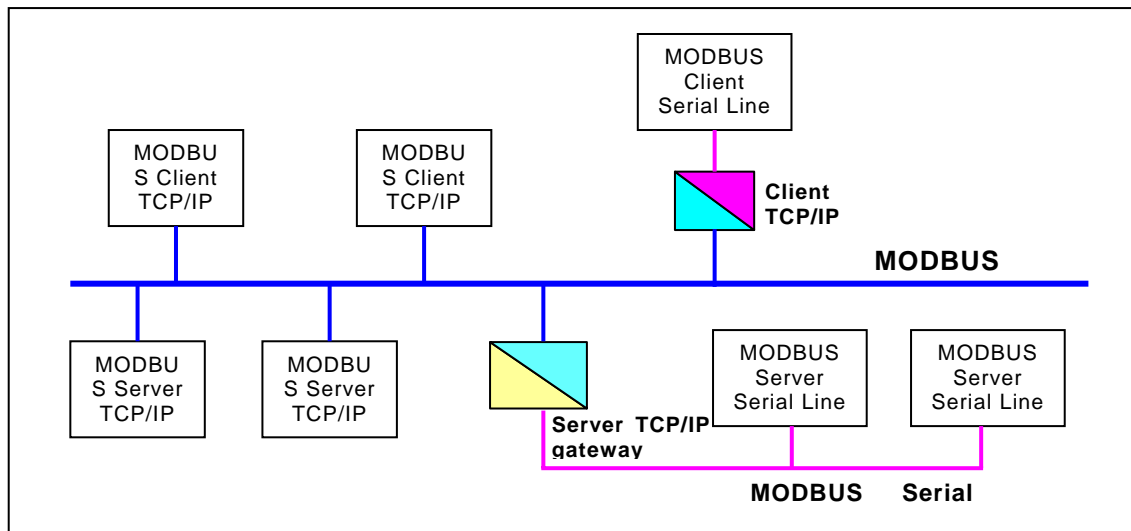 MODBUS
Client
Serial Line
MODBU
S Client
TCP/IP
MODBU
S Client
TCP/IP
Client
TCP/IP
MODBUS
MODBU
S Server
TCP/IP
MODBU
S Server
TCP/IP
Server TCP/IP
gateway
MODBUS
Server
Serial Line
MODBUS
Server
Serial Line
MODBUS Serial